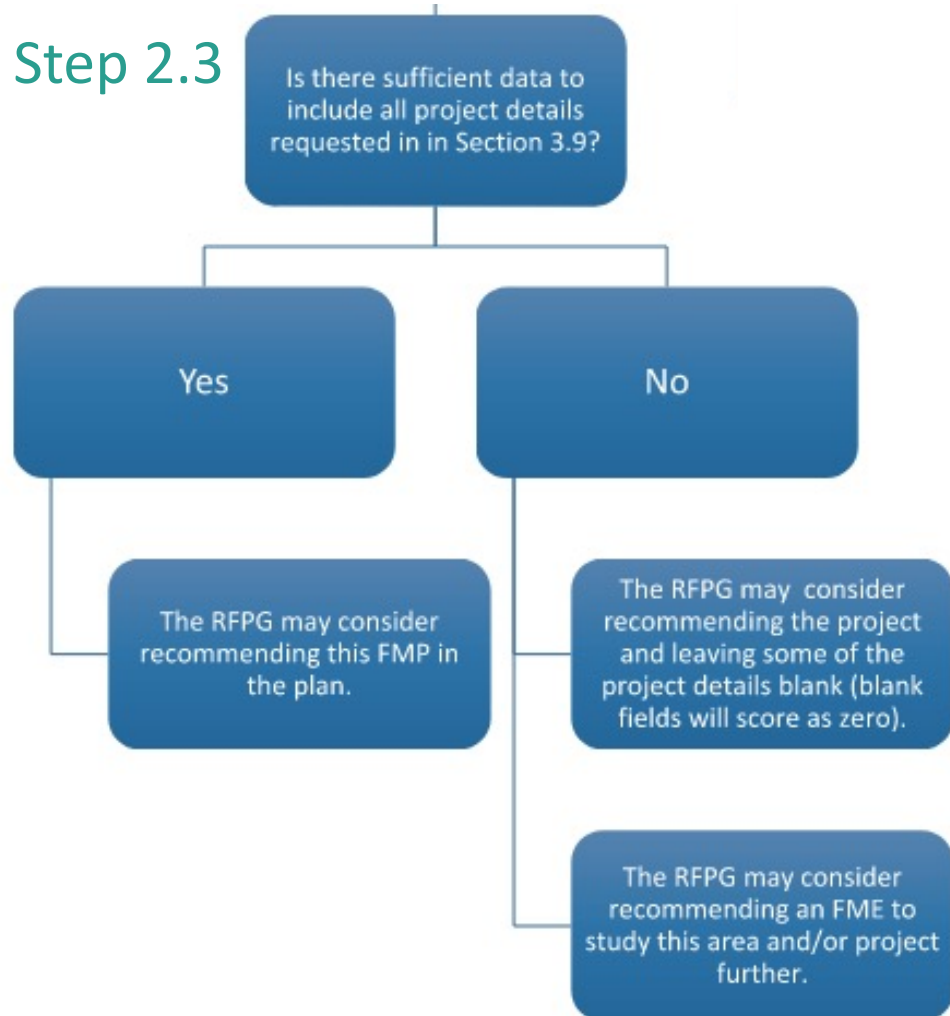 Step 2.3
Is there sufficient data to
include all project details
requested in in Section 3.9?
Yes
No
The RFPG may consider
recommending this FMP in
the plan.
The RFPG may  consider
recommending the project
and leaving some of the
project details blank (blank
fields will score as zero).
The RFPG may consider
recommending an FME to
study this area and/or project
further.